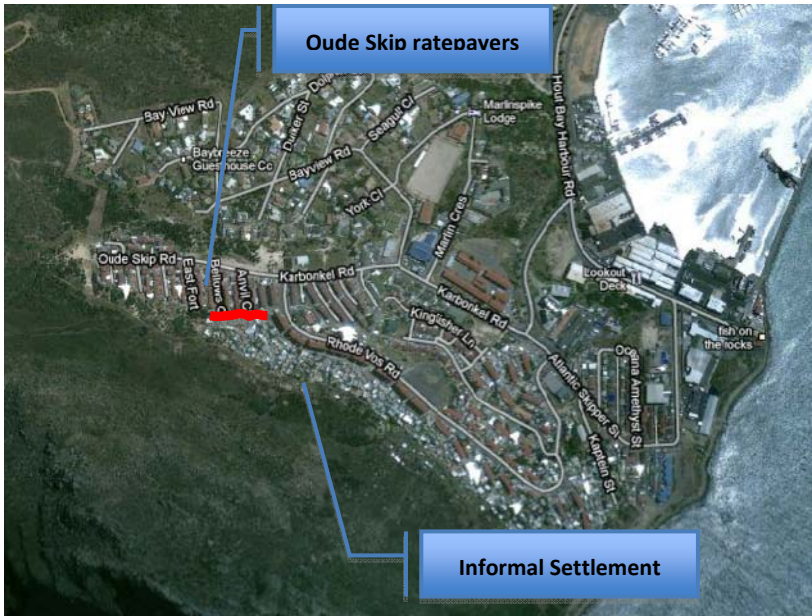 Oude Skip ratepayers
Bay View Rd
Duiker St
Seagull Cl
Marlinspike
Lodge
Hout Bay Harbour Rd
Baybreeze
Guesthouse Cc
Bayview Rd
York Cl
Marlin Cres
Oude Skip Rd
East Fort
Bellows
Anvil C
Karbonkel Rd
Karbonkel Rd
Lookout
Deck
Kingfisher Ln
fish on
the rocks
Rhode Vos Rd
Atlantic Skipper St
Oceana Amethyst St
Kaptein St
Informal Settlement